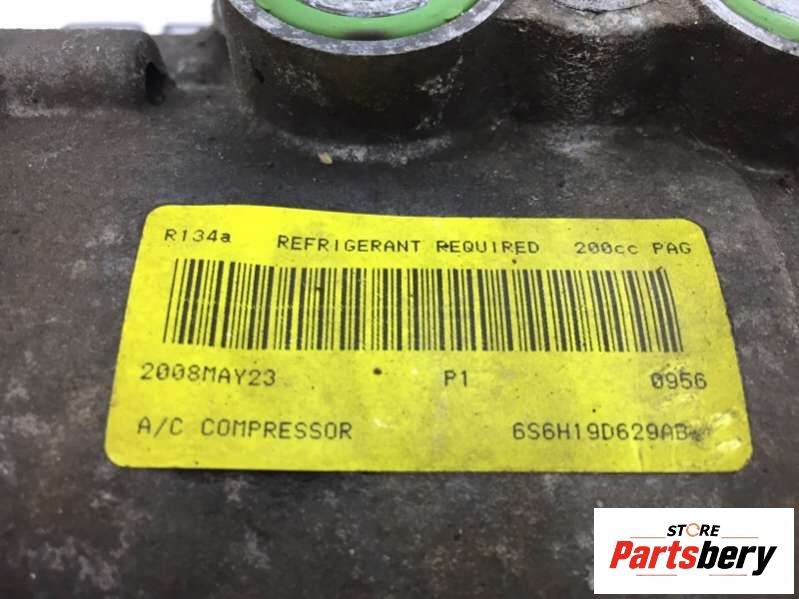 R134a REFRIGERANT REQUIRED 200cc PAG
2008MAY23 P1 0956
A/C COMPRESSOR 6S6H19D629AB
STORE
Partsbery